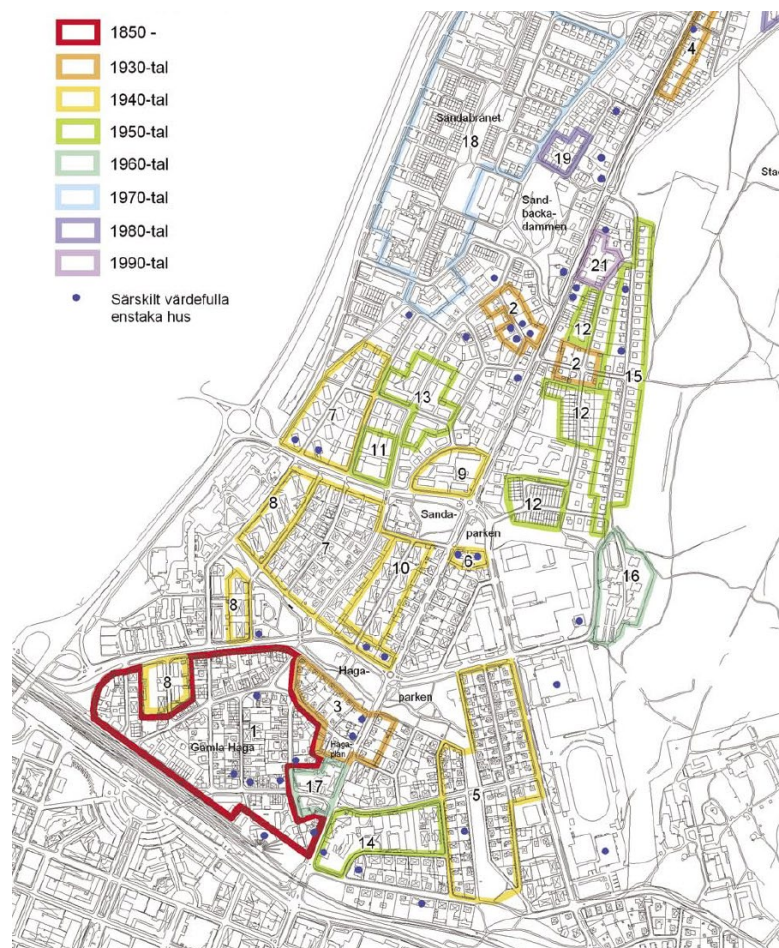 1850 -
1930-tal
1940-tal
1950-tal
1960-tal
1970-tal
1980-tal
1990-tal
Särskilt värdefulla
enstaka hus
4
Sandabrånet
18
19
Stad
Sand-
backa-
dammen
21
2
12
2
15
13
7
12
11
9
8
Sanda-
12
7
parken
10
6
16
8
Haga-
8
3
parken
1
Gamla Haga
Haga-
plan
17
5
14